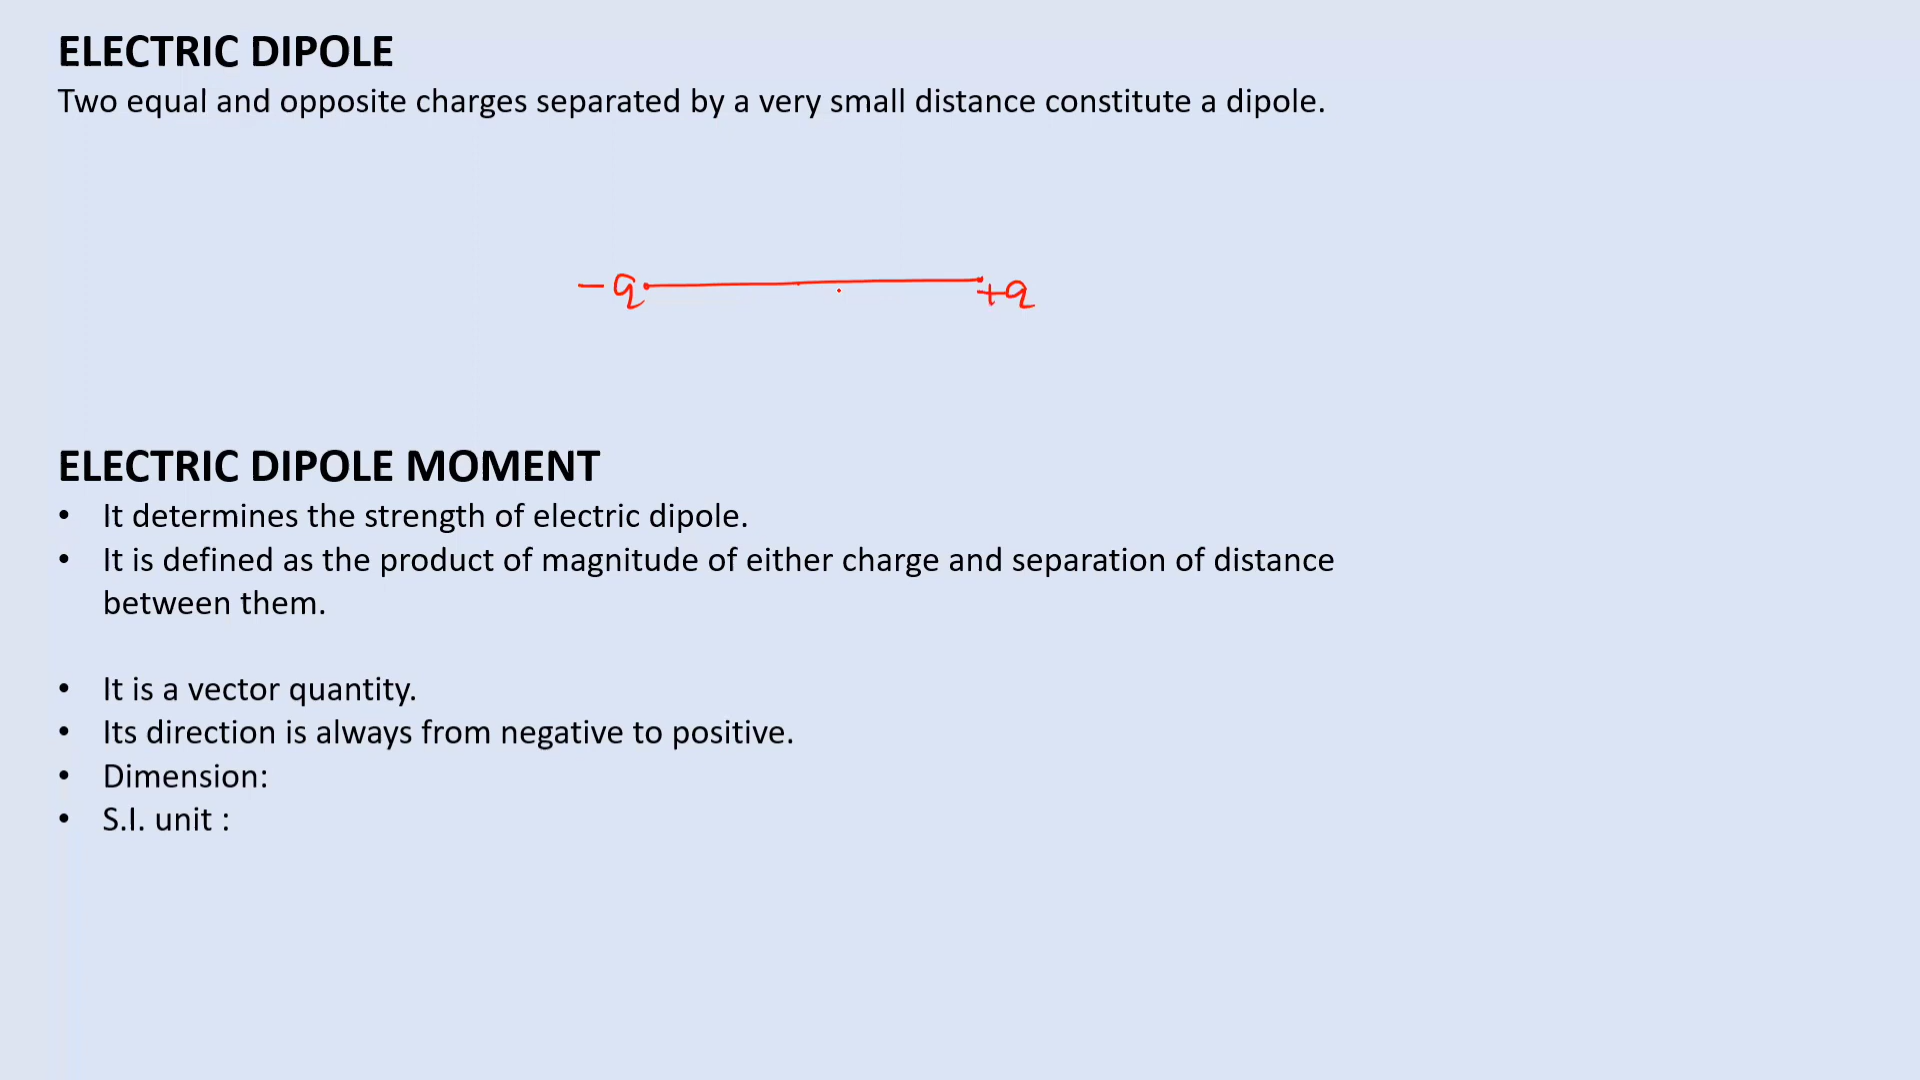 ELECTRIC DIPOLE
Two equal and opposite charges separated by a very small distance constitute a dipole.
-q +q
ELECTRIC DIPOLE MOMENT
• It determines the strength of electric dipole.
• It is defined as the product of magnitude of either charge and separation of distance
between them.
• It is a vector quantity.
• Its direction is always from negative to positive.
• Dimension:
• S.I. unit :